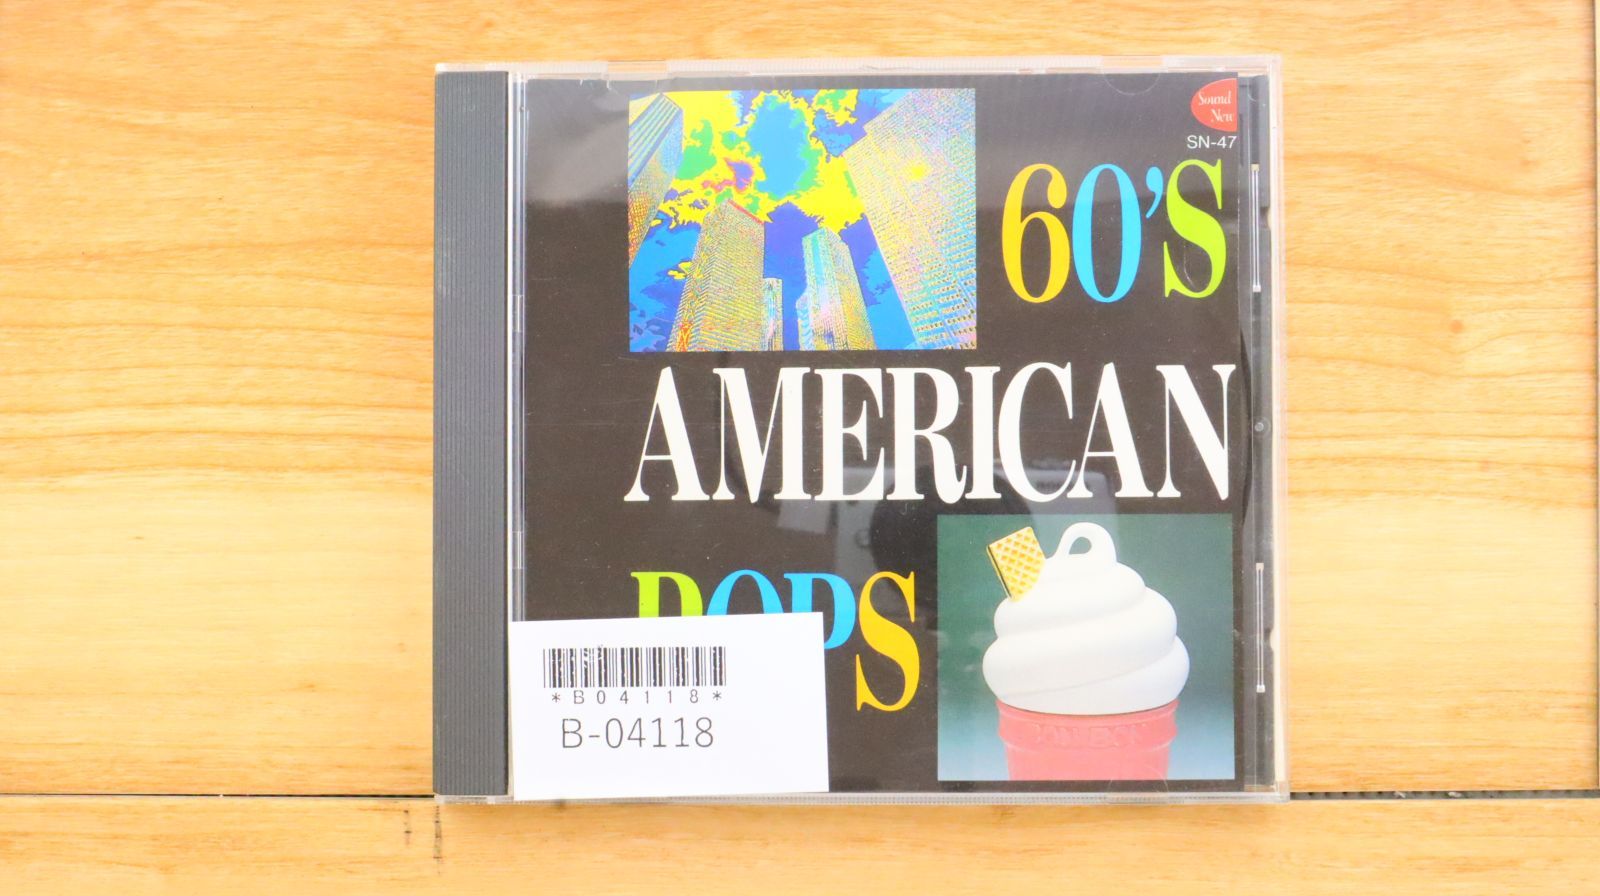 Sound
New
SN-47
60'S
AMERICAN
POPS
*B04118*
B-04118